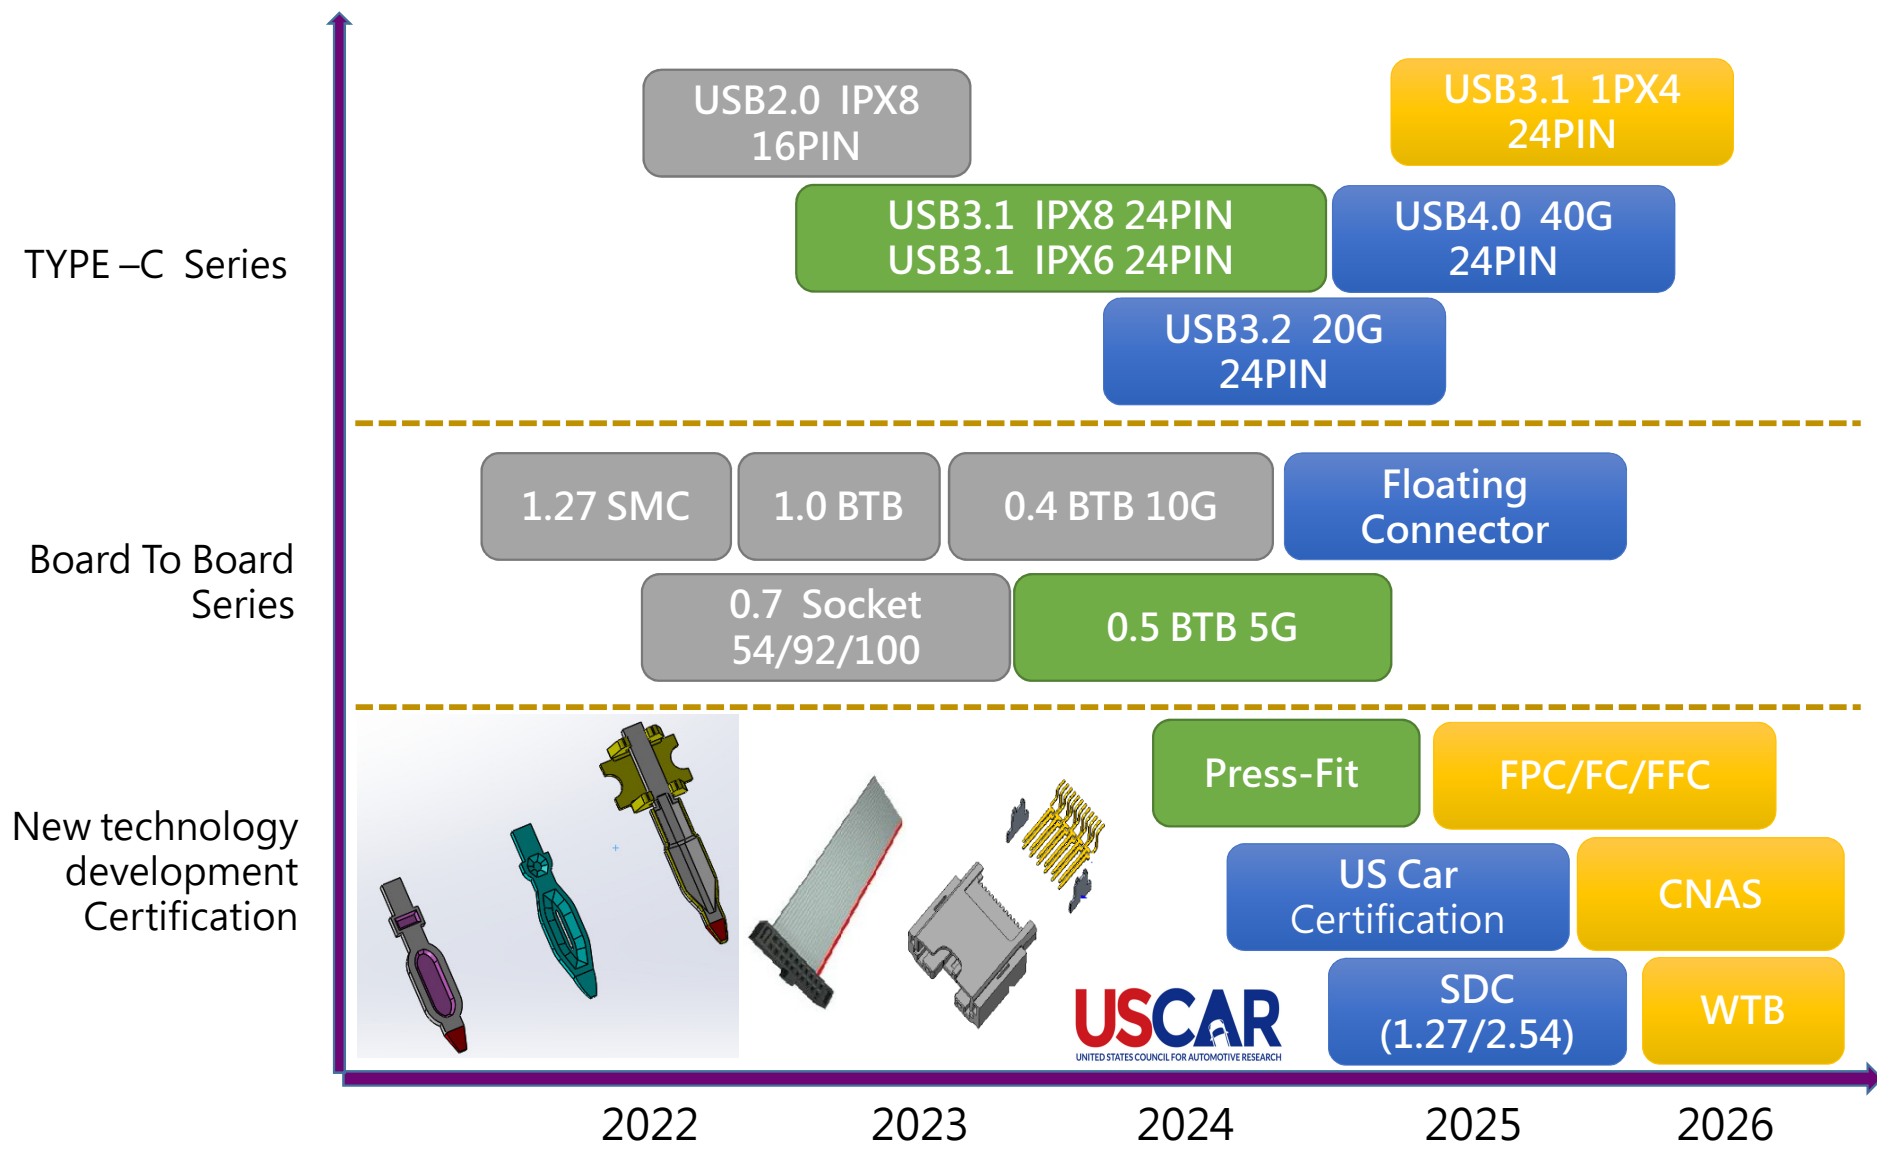 USB2.0 IPX8
16PIN
USB3.1 1PX4
24PIN
USB3.1 IPX8 24PIN
USB3.1 IPX6 24PIN
USB4.0 40G
24PIN
TYPE –C Series
USB3.2 20G
24PIN
1.27 SMC
1.0 BTB
0.4 BTB 10G
Floating
Connector
Board To Board
Series
0.7 Socket
54/92/100
0.5 BTB 5G
Press-Fit
FPC/FC/FFC
New technology
development
Certification
US Car
Certification
CNAS
SDC
(1.27/2.54)
WTB
USCAR
UNITED STATES COUNCIL FOR AUTOMOTIVE RESEARCH
2022
2023
2024
2025
2026